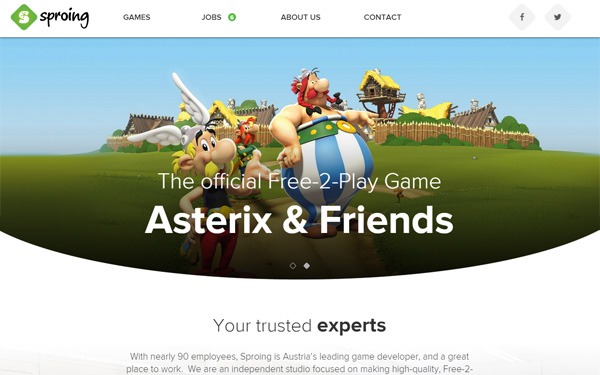 S sproing GAMES JOBS 6 ABOUT US CONTACT f
The official Free-2-Play Game
Asterix & Friends
Your trusted experts
With nearly 90 employees, Sproing is Austria's leading game developer, and a great
place to work. We are an independent studio focused on making high-quality, Free-2-